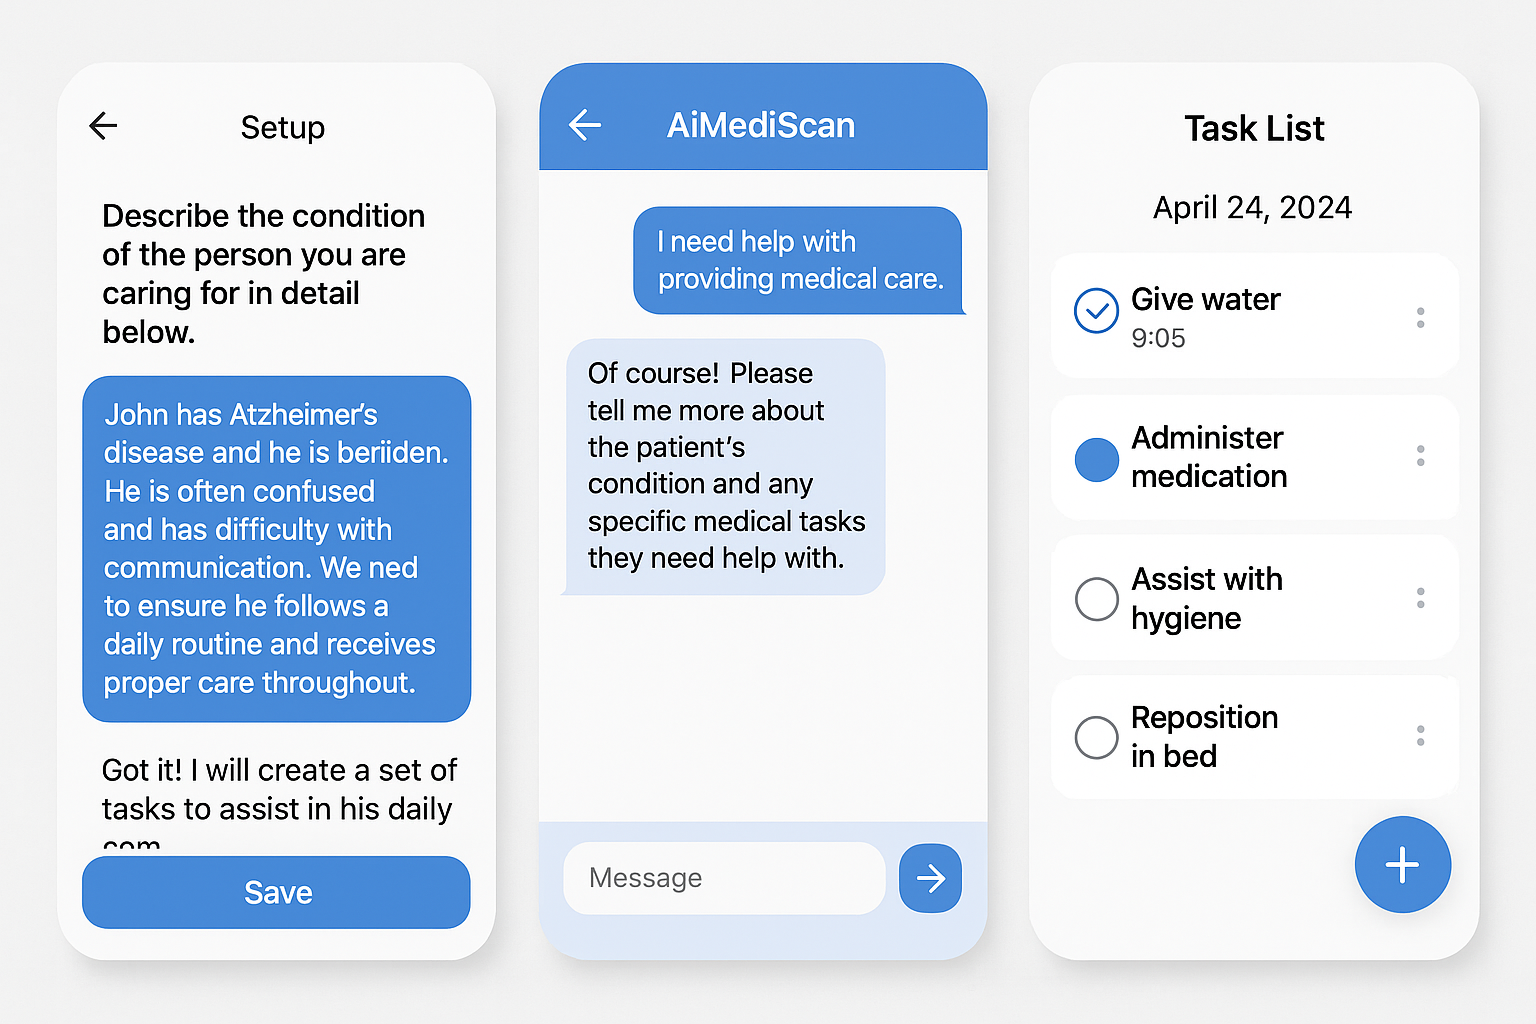 Setup
Describe the condition
of the person you are
caring for in detail
below.
John has Atzheimer's
disease and he is beriiden.
He is often confused
and has difficulty with
communication. We ned
to ensure he follows a
daily routine and receives
proper care throughout.
Got it! I will create a set of
tasks to assist in his daily
Save
AiMediScan
I need help with
providing medical care.
Of course! Please
tell me more about
the patient's
condition and any
specific medical tasks
they need help with.
Message
Task List
April 24, 2024
Give water
9:05
Administer
medication
Assist with
hygiene
Reposition
in bed